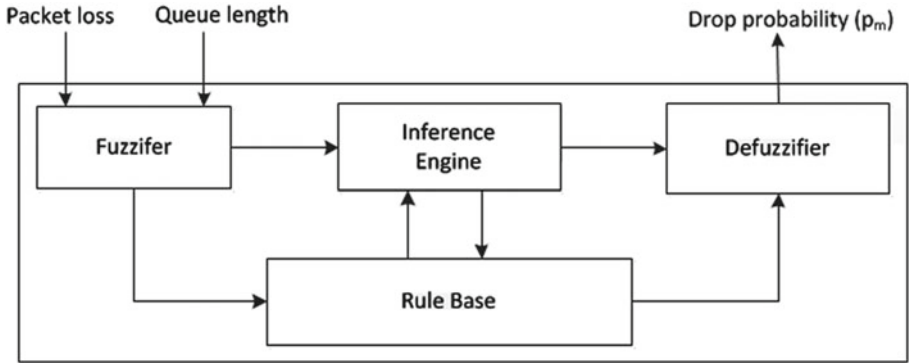 Packet loss
Queue length
Drop probability (pm)
Fuzzifer
Inference
Engine
Defuzzifier
Rule Base